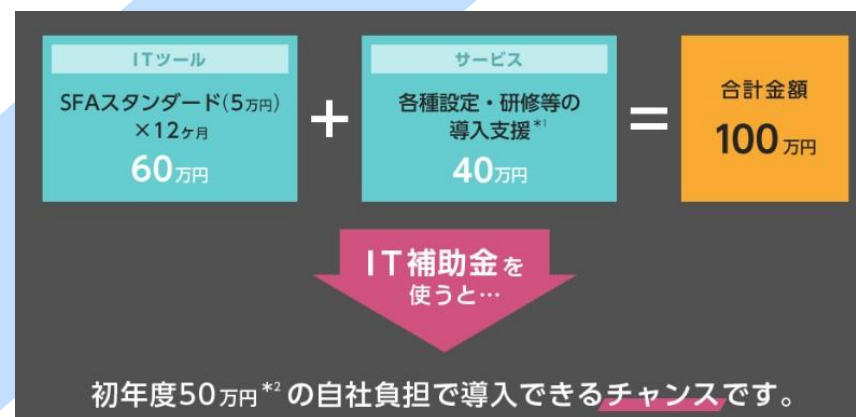 ITツール
SFAスタンダード(5万円)
×12ヶ月
60万円
+
サービス
各種設定・研修等の
導入支援*1
40万円
=
合計金額
100万円
IT補助金を
使うと…
初年度50万円*2の自社負担で導入できるチャンスです。